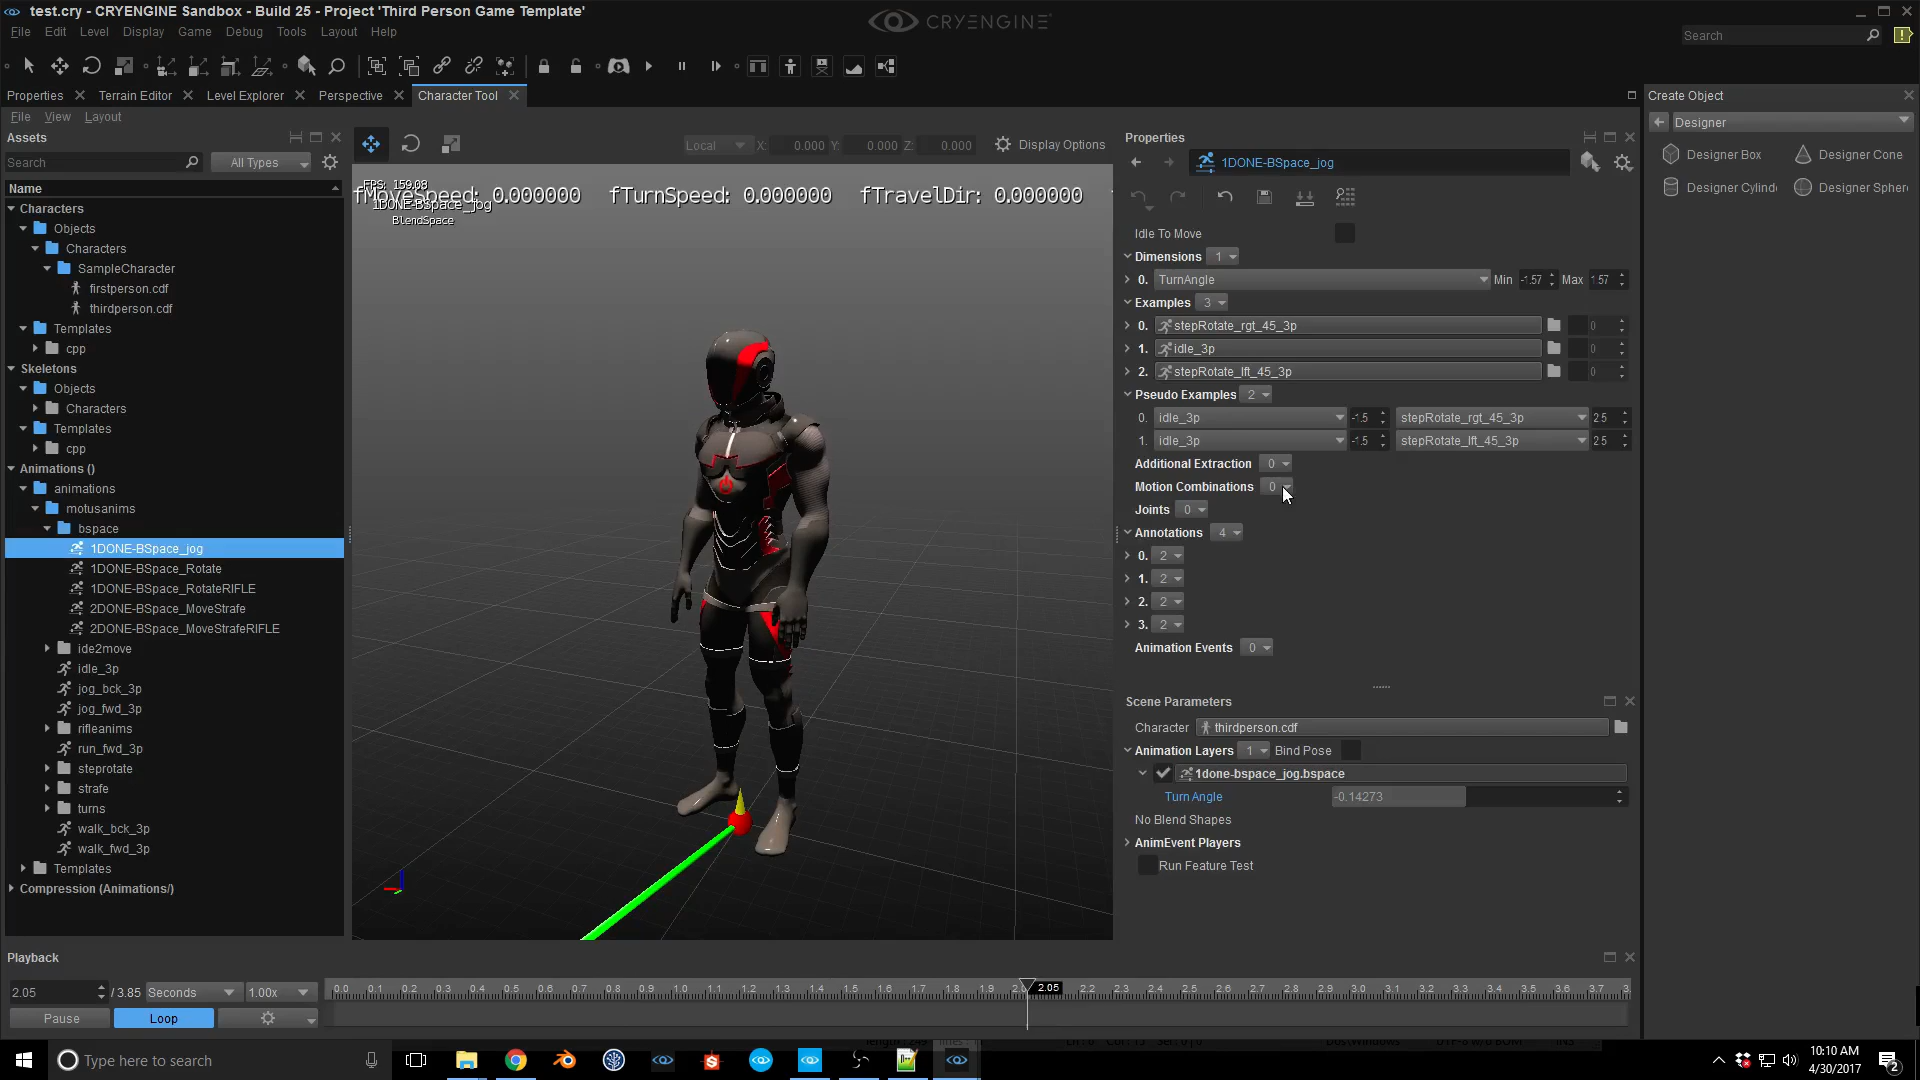 test.cry - CRYENGINE Sandbox - Build 25 - Project 'Third Person Game Template'
CRYENGINE
File Edit Level Display Game Debug Tools Layout Help
Search
Properties Terrain Editor Level Explorer Perspective Character Tool
Create Object
File View Layout
Designer
Assets
Local X: 0.000 Y: 0.000 Z: 0.000 Display Options
Properties
Search All Types
1DONE-BSpace_jog
Designer Box Designer Cone
Name
FPS: 159.08
fMoveSpeed: 0.000000 fTurnSpeed: 0.000000 fTravelDir: 0.000000
1DONE-BSpace_jog
BlendSpace
Designer Cylind Designer Spher
Characters
Objects
Characters
SampleCharacter
firstperson.cdf
thirdperson.cdf
Templates
cpp
Skeletons
Objects
Characters
Templates
cpp
Animations ()
animations
motusanims
bspace
1DONE-BSpace_jog
1DONE-BSpace_Rotate
1DONE-BSpace_RotateRIFLE
2DONE-BSpace_MoveStrafe
2DONE-BSpace_MoveStrafeRIFLE
ide2move
idle_3p
jog_bck_3p
jog_fwd_3p
rifleanims
run_fwd_3p
steprotate
strafe
turns
walk_bck_3p
walk_fwd_3p
Templates
Compression (Animations/)
Idle To Move
Dimensions 1
0. TurnAngle Min -1.57 Max 1.57
Examples 3
0. stepRotate_rgt_45_3p 0
1. idle_3p 0
2. stepRotate_lft_45_3p 0
Pseudo Examples 2
0. idle_3p -1.5 stepRotate_rgt_45_3p 2.5
1. idle_3p -1.5 stepRotate_lft_45_3p 2.5
Additional Extraction 0
Motion Combinations 0
Joints 0
Annotations 4
0. 2
1. 2
2. 2
3. 2
Animation Events 0
Scene Parameters
Character thirdperson.cdf
Animation Layers 1 Bind Pose
1done-bspace_jog.bspace
Turn Angle -0.14273
No Blend Shapes
AnimEvent Players
Run Feature Test
Playback
2.05 / 3.85 Seconds 1.00x
0.0 0.1 0.2 0.3 0.4 0.5 0.6 0.7 0.8 0.9 1.0 1.1 1.2 1.3 1.4 1.5 1.6 1.7 1.8 1.9 2.05 2.2 2.3 2.4 2.5 2.6 2.7 2.8 2.9 3.0 3.1 3.2 3.3 3.4 3.5 3.6 3.7
Pause Loop
Type here to search
10:10 AM
4/30/2017
2